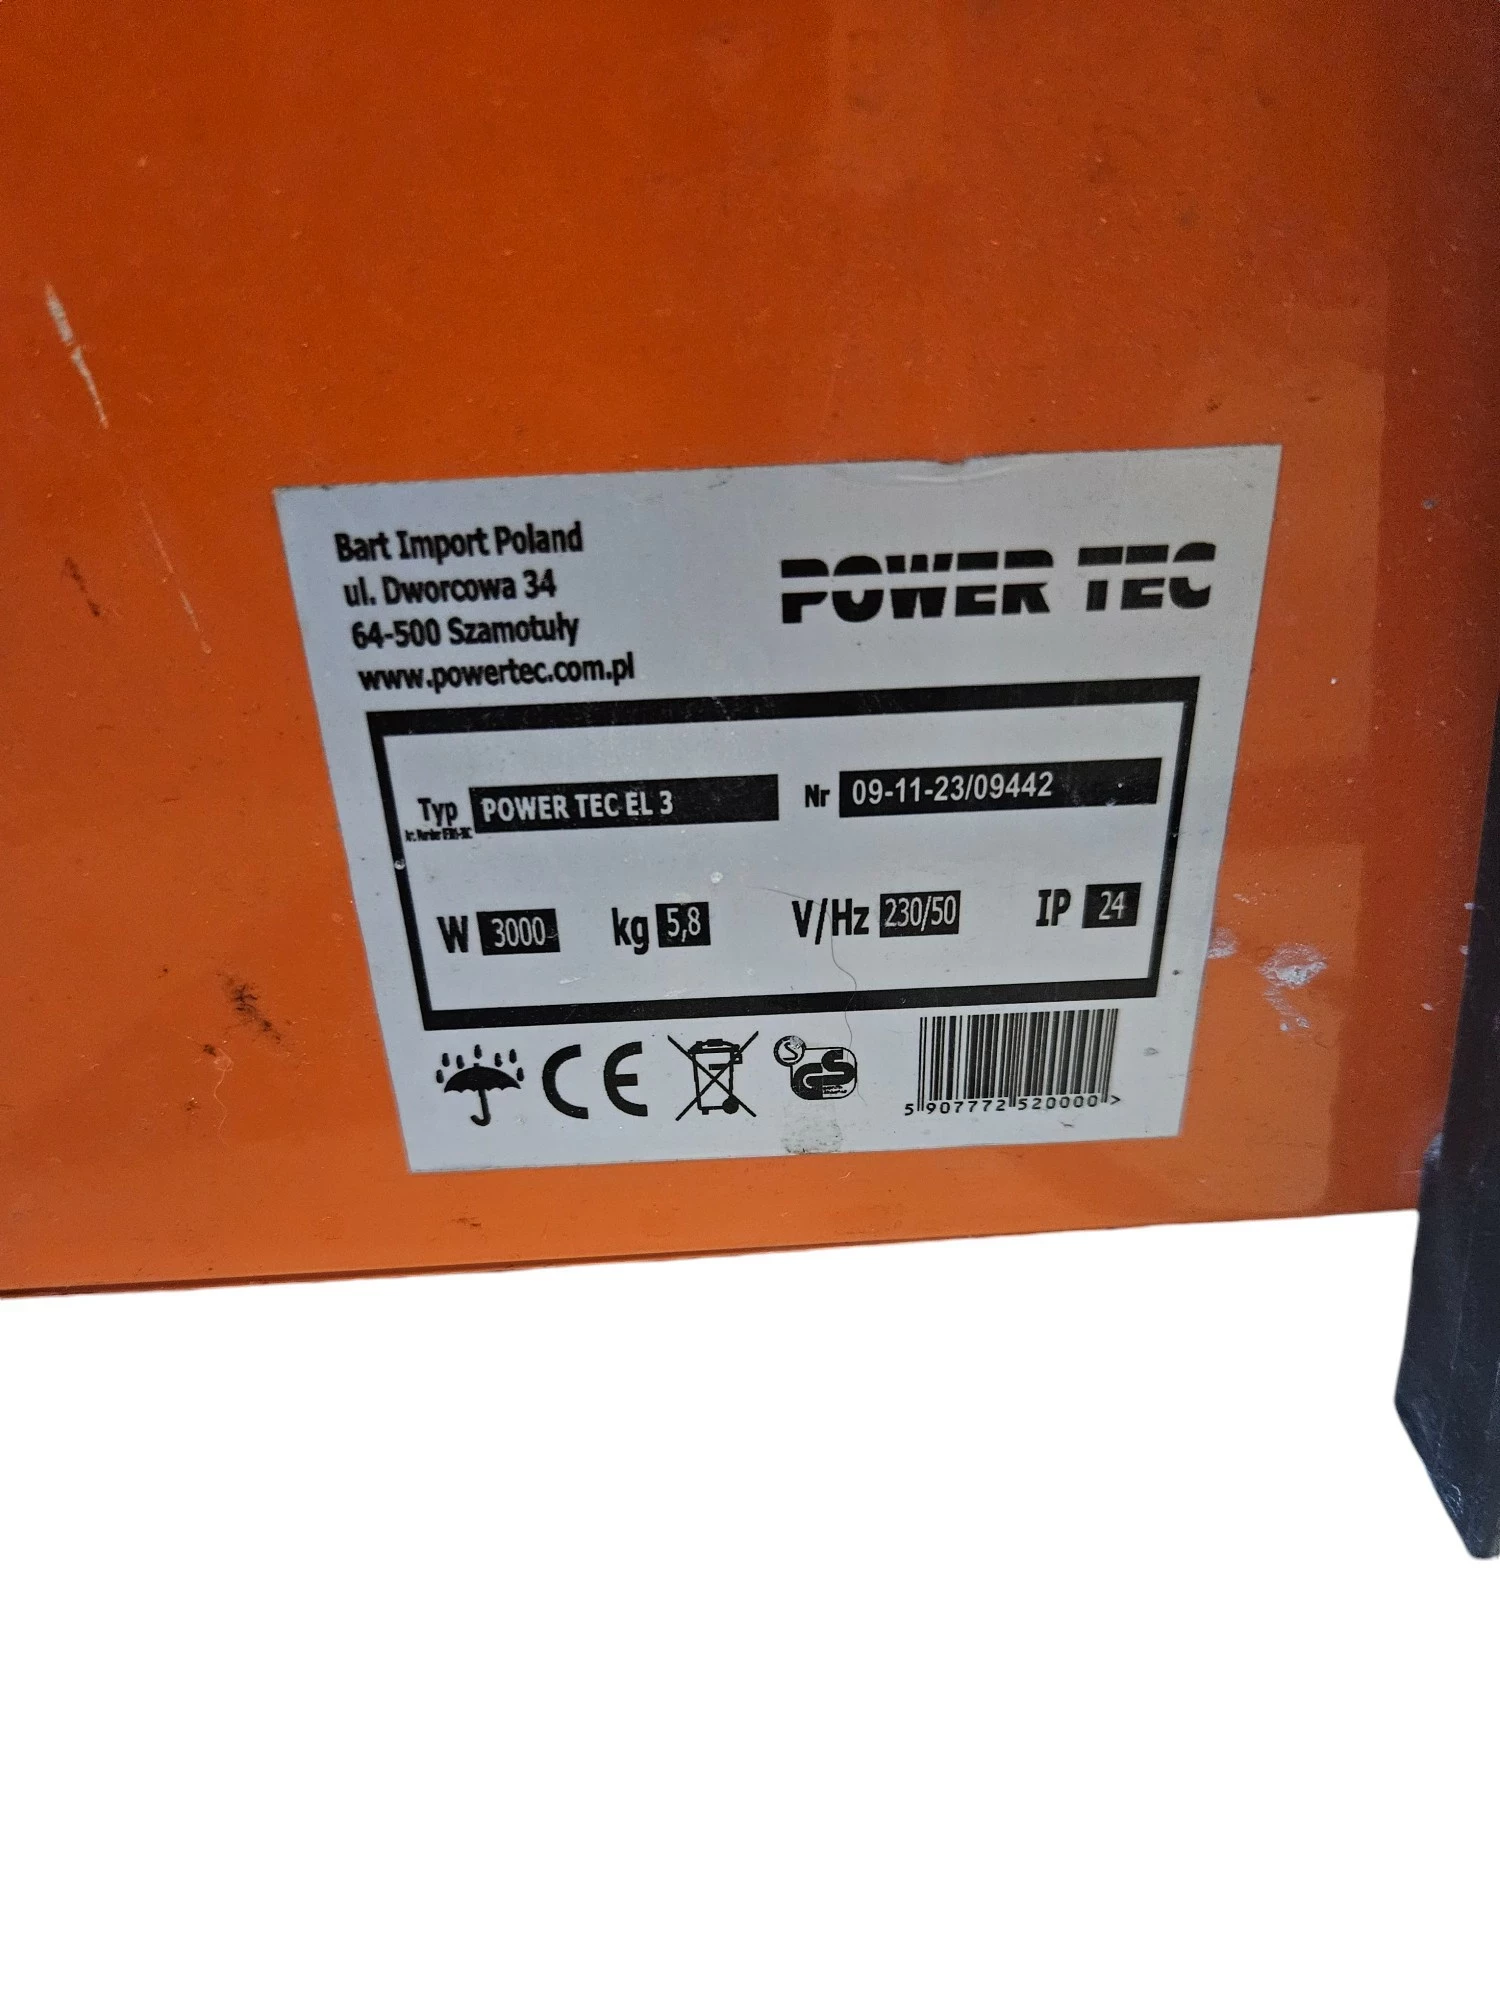 Bart Import Poland
ul. Dworcowa 34
64-500 Szamotuły
www.powertec.com.pl
POWER TEC
Typ POWER TEC EL 3 Nr 09-11-23/09442
W 3000 kg 5,8 V/Hz 230/50 IP 24
CE GS
5 907772 520000 >